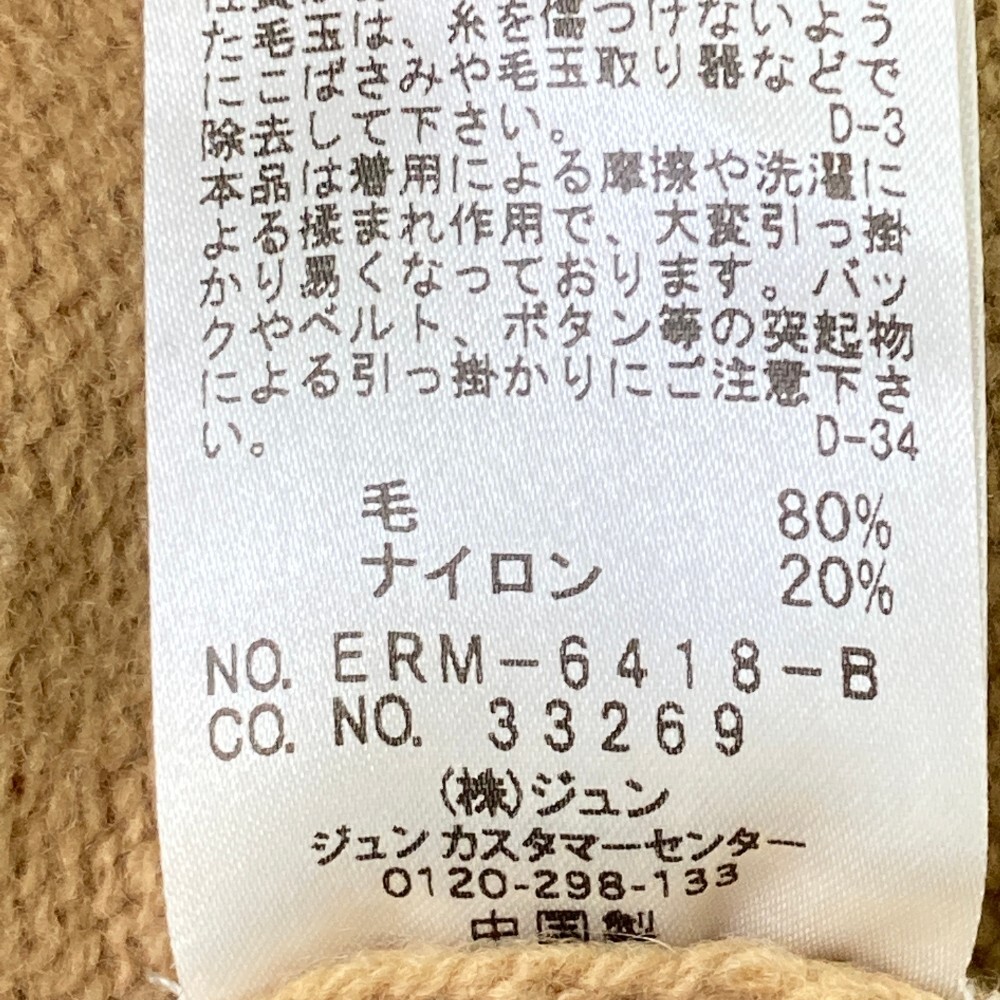 た毛玉は、糸を傷つけないよう
にこばさみや毛玉取り器などで
除去して下さい。 D-3
本品は着用による摩擦や洗濯に
よる揉まれ作用で、大変引っ掛
かり易くなっております。バッ
クやベルト、ボタン等の突起物
による引っ掛かりにご注意下さ
い。 D-34
毛 80%
ナイロン 20%
NO. ERM-6418-B
CO. NO. 33269
(株)ジュン
ジュン カスタマーセンター
0120-298-133
中国製